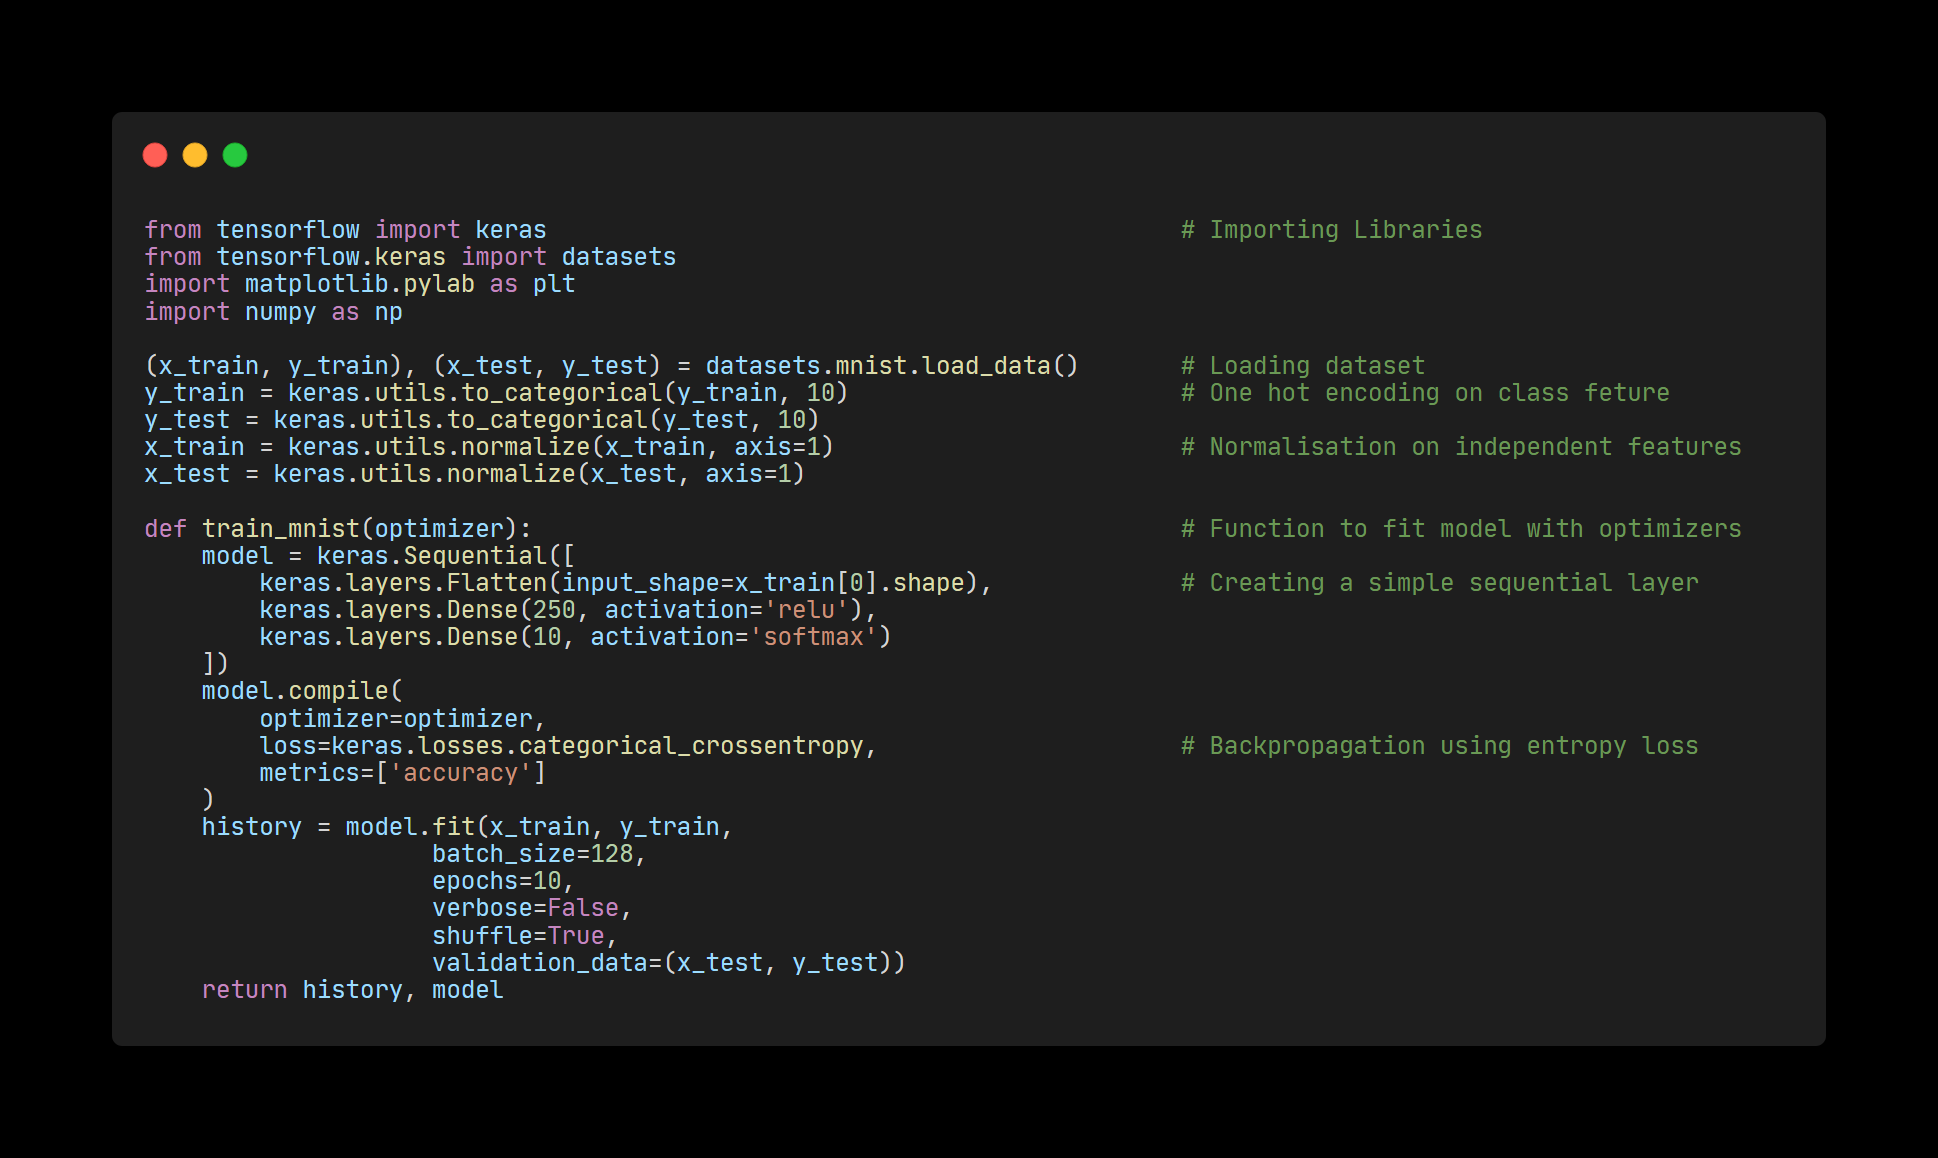 from tensorflow import keras                                            # Importing Libraries
from tensorflow.keras import datasets
import matplotlib.pylab as plt
import numpy as np

(x_train, y_train), (x_test, y_test) = datasets.mnist.load_data()       # Loading dataset
y_train = keras.utils.to_categorical(y_train, 10)                       # One hot encoding on class feture
y_test = keras.utils.to_categorical(y_test, 10)
x_train = keras.utils.normalize(x_train, axis=1)                        # Normalisation on independent features
x_test = keras.utils.normalize(x_test, axis=1)

def train_mnist(optimizer):                                             # Function to fit model with optimizers
    model = keras.Sequential([
        keras.layers.Flatten(input_shape=x_train[0].shape),             # Creating a simple sequential layer
        keras.layers.Dense(250, activation='relu'),
        keras.layers.Dense(10, activation='softmax')
    ])
    model.compile(
        optimizer=optimizer,
        loss=keras.losses.categorical_crossentropy,                     # Backpropagation using entropy loss
        metrics=['accuracy']
    )
    history = model.fit(x_train, y_train,
                    batch_size=128,
                    epochs=10,
                    verbose=False,
                    shuffle=True,
                    validation_data=(x_test, y_test))
    return history, model